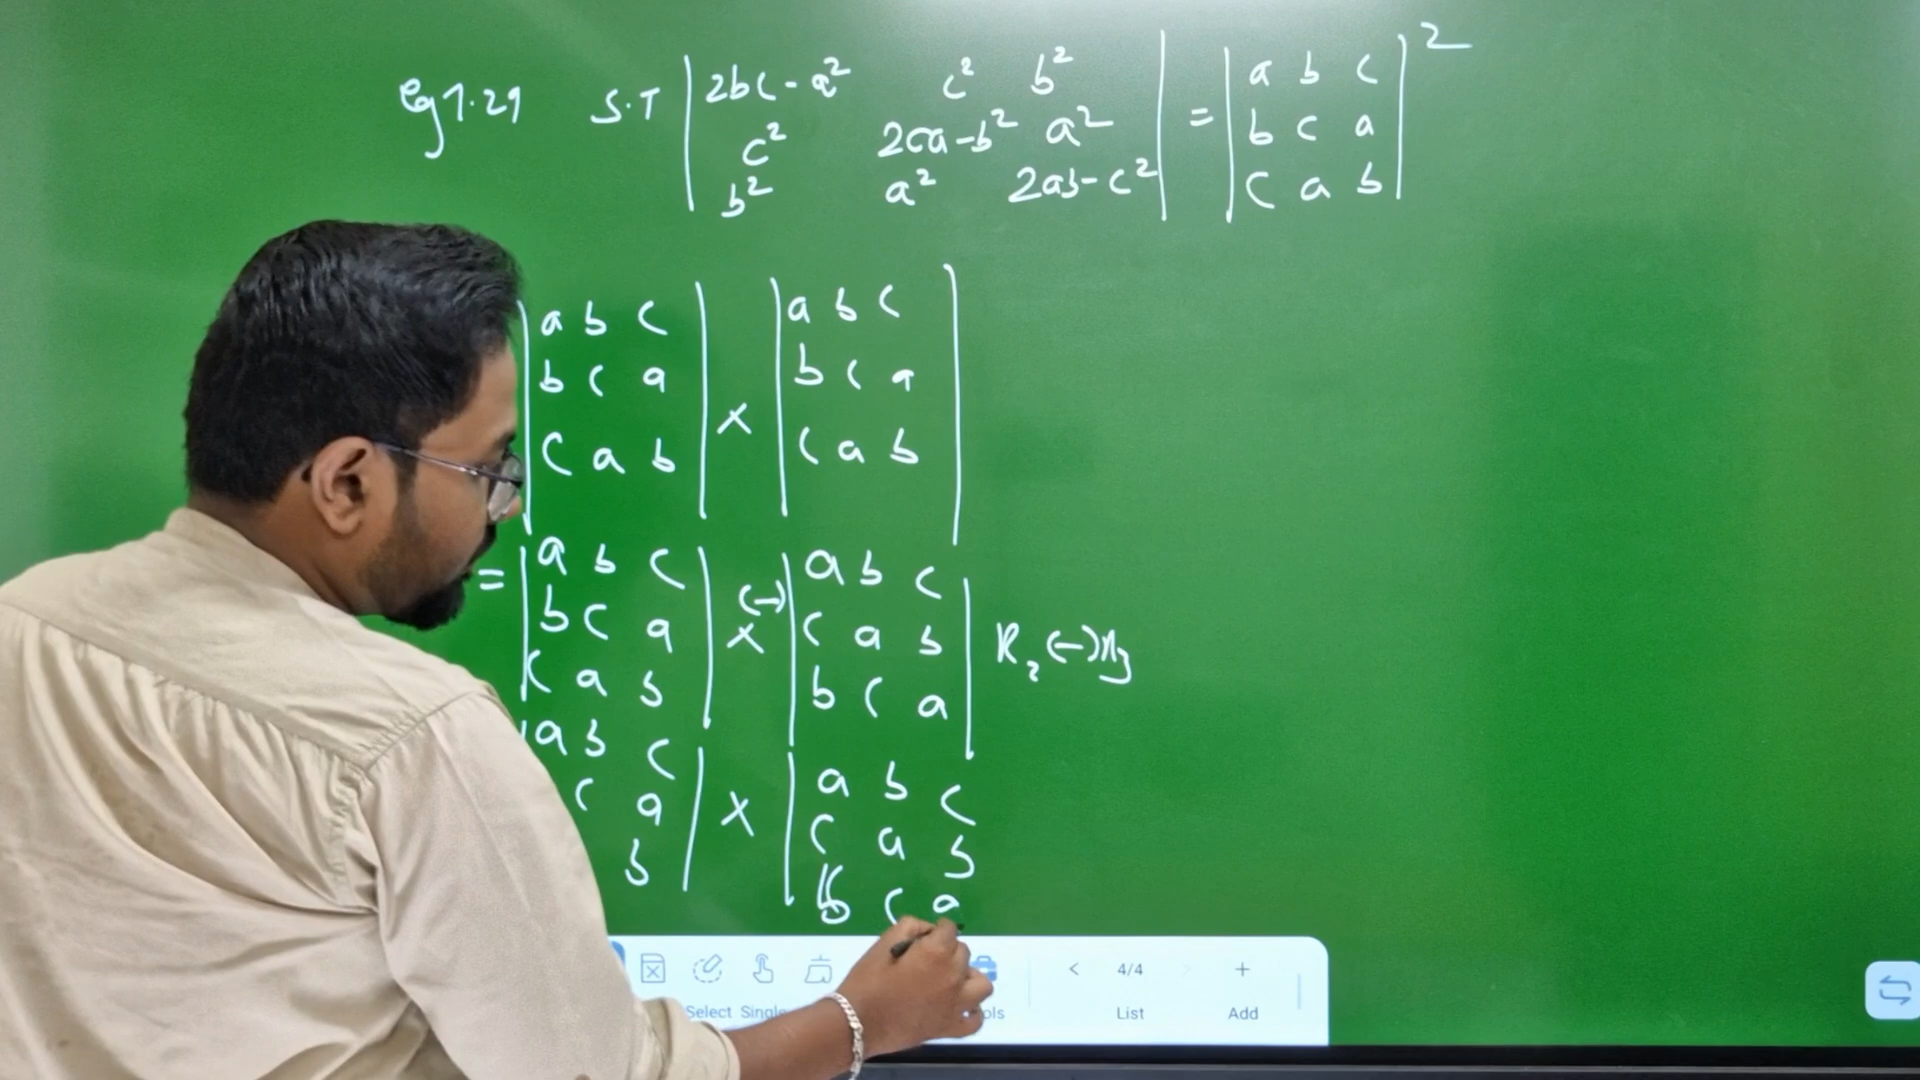 Eg 7.29 S.T | 2bc - a² c² b² | = | a b c |²
| c² 2ca - b² a² | | b c a |
| b² a² 2ab - c² | | c a b |
| a b c | | a b c |
| b c a | × | b c a |
| c a b | | c a b |
= | a b c | | a b c |
| b c a | (-) × | c a b | R₂ (-) R₃
| c a b | | b c a |
| a b c | | a b c
c a | × | c a b
b | | b c a
Select Single
4/4
List Add